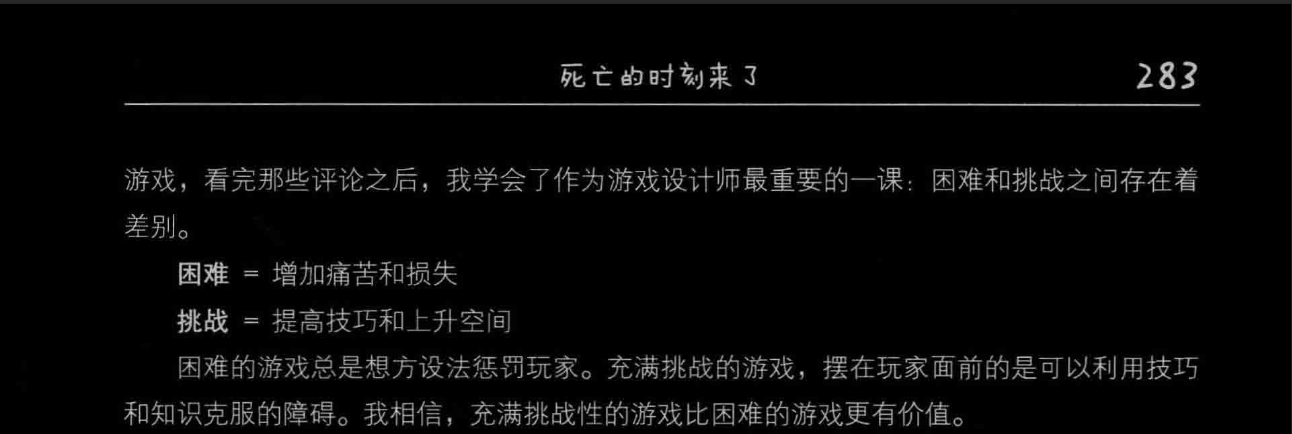 死亡的时刻来了
283
游戏，看完那些评论之后，我学会了作为游戏设计师最重要的一课：困难和挑战之间存在着
差别。
困难 = 增加痛苦和损失
挑战 = 提高技巧和上升空间
困难的游戏总是想方设法惩罚玩家。充满挑战的游戏，摆在玩家面前的是可以利用技巧
和知识克服的障碍。我相信，充满挑战性的游戏比困难的游戏更有价值。